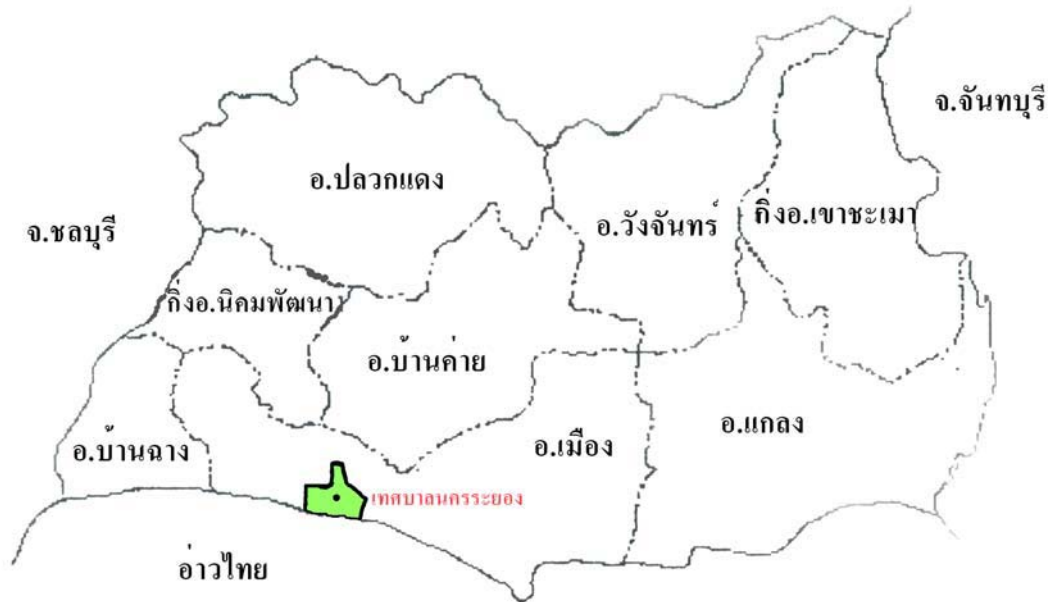 จ.จันทบุรี
อ.ปลวกแดง
อ.วังจันทร์
กิ่งอ.เขาชะเมา
จ.ชลบุรี
กิ่งอ.นิคมพัฒนา
อ.บ้านค่าย
อ.แกลง
อ.บ้านฉาง
อ.เมือง
เทศบาลนครระยอง
อ่าวไทย